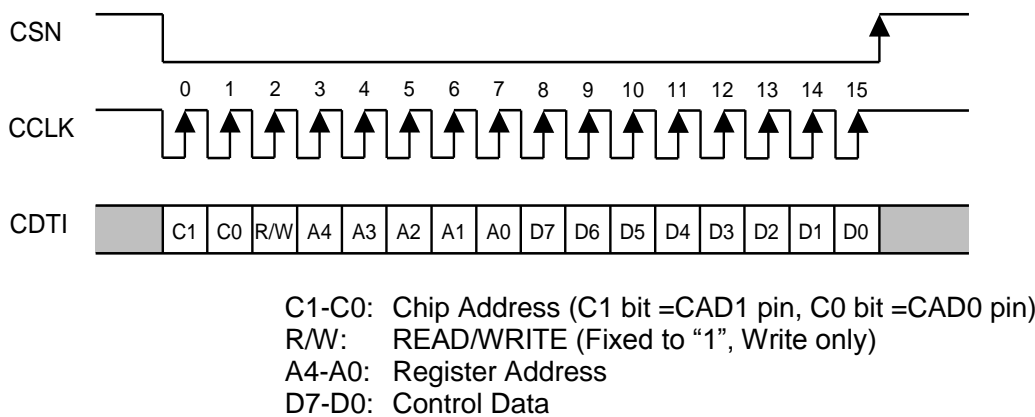 CSN
0 1 2 3 4 5 6 7 8 9 10 11 12 13 14 15
CCLK
CDTI
C1 C0 R/W A4 A3 A2 A1 A0 D7 D6 D5 D4 D3 D2 D1 D0
C1-C0: Chip Address (C1 bit =CAD1 pin, C0 bit =CAD0 pin)
R/W: READ/WRITE (Fixed to “1”, Write only)
A4-A0: Register Address
D7-D0: Control Data